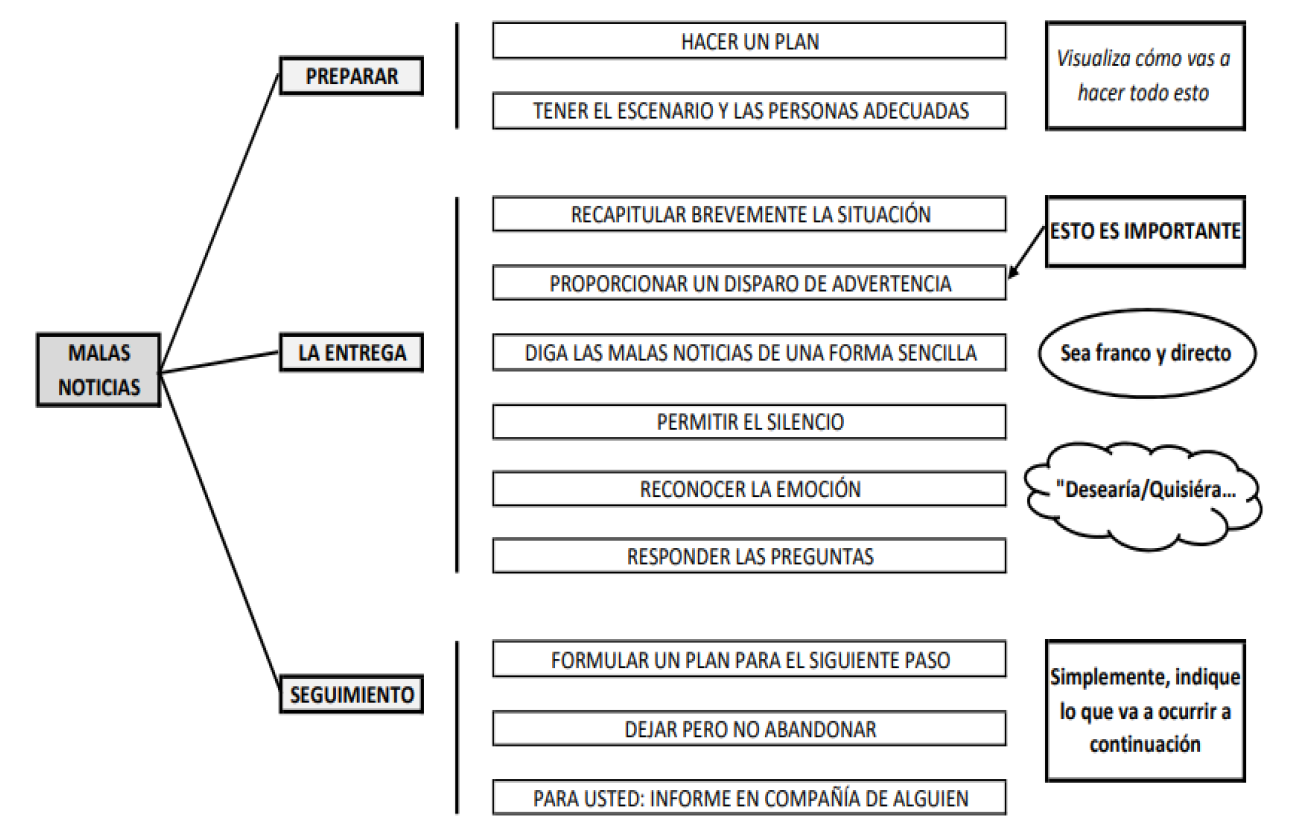 HACER UN PLAN
PREPARAR
Visualiza cómo vas a
hacer todo esto
TENER EL ESCENARIO Y LAS PERSONAS ADECUADAS
RECAPITULAR BREVEMENTE LA SITUACIÓN
ESTO ES IMPORTANTE
PROPORCIONAR UN DISPARO DE ADVERTENCIA
MALAS
NOTICIAS
LA ENTREGA
DIGA LAS MALAS NOTICIAS DE UNA FORMA SENCILLA
Sea franco y directo
PERMITIR EL SILENCIO
RECONOCER LA EMOCIÓN
"Desearía/Quisiéra...
RESPONDER LAS PREGUNTAS
SEGUIMIENTO
FORMULAR UN PLAN PARA EL SIGUIENTE PASO
Simplemente, indique
lo que va a ocurrir a
continuación
DEJAR PERO NO ABANDONAR
PARA USTED: INFORME EN COMPAÑÍA DE ALGUIEN